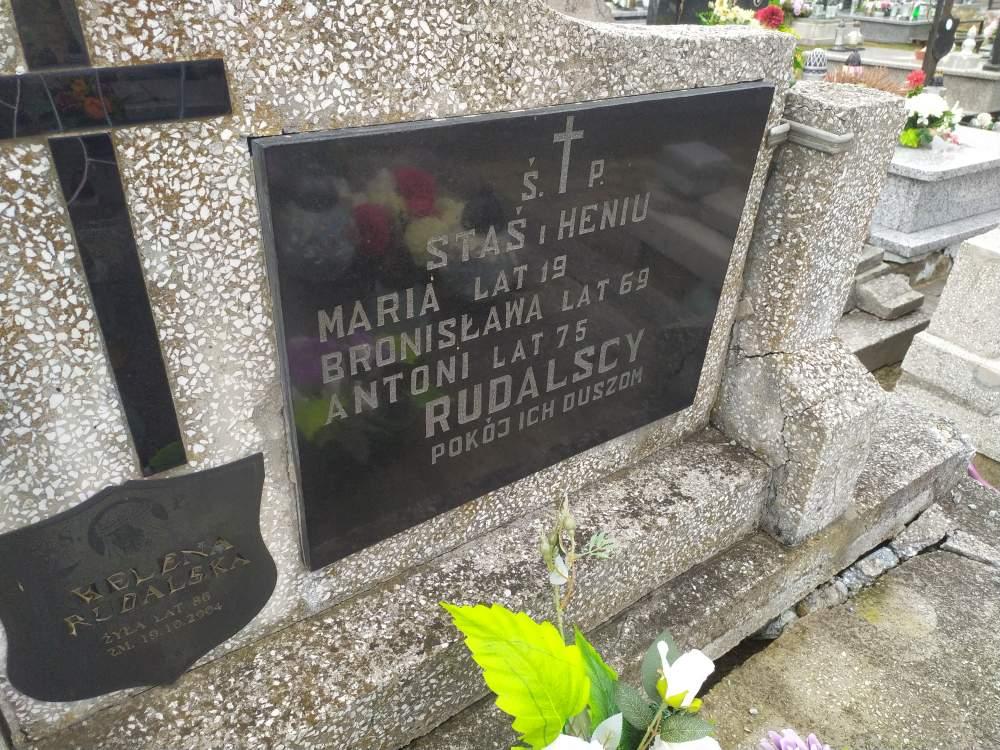 Ś. P.
STAŚ i HENIU
MARIA LAT 19
BRONISŁAWA LAT 69
ANTONI LAT 75
RUDALSCY
POKÓJ ICH DUSZOM
Ś. P.
HELENA
RUDALSKA
ŻYŁA LAT 86
ZM. 19.10.2004